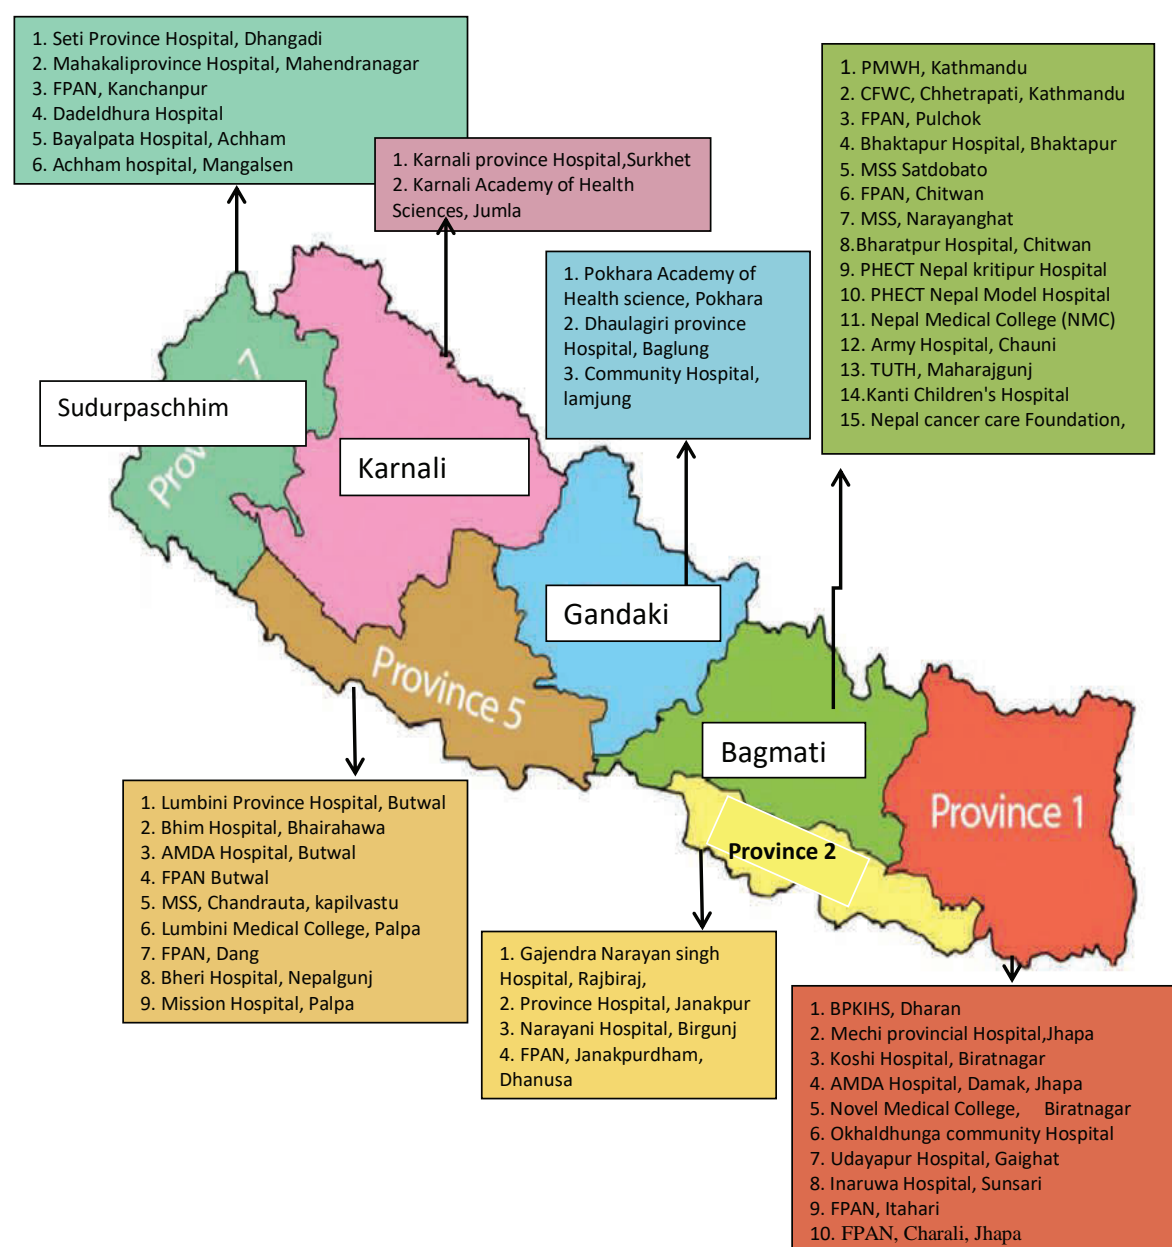 1. Seti Province Hospital, Dhangadi
2. Mahakaliprovince Hospital, Mahendranagar
3. FPAN, Kanchanpur
4. Dadeldhura Hospital
5. Bayalpata Hospital, Achham
6. Achham hospital, Mangalsen
1. Karnali province Hospital,Surkhet
2. Karnali Academy of Health
Sciences, Jumla
1. Pokhara Academy of
Health science, Pokhara
2. Dhaulagiri province
Hospital, Baglung
3. Community Hospital,
lamjung
1. PMWH, Kathmandu
2. CFWC, Chhetrapati, Kathmandu
3. FPAN, Pulchok
4. Bhaktapur Hospital, Bhaktapur
5. MSS Satdobato
6. FPAN, Chitwan
7. MSS, Narayanghat
8.Bharatpur Hospital, Chitwan
9. PHECT Nepal kritipur Hospital
10. PHECT Nepal Model Hospital
11. Nepal Medical College (NMC)
12. Army Hospital, Chauni
13. TUTH, Maharajgunj
14.Kanti Children's Hospital
15. Nepal cancer care Foundation,
7
Prov
Sudurpaschhim
Karnali
Gandaki
Province 5
Bagmati
Province 2
Province 1
1. Lumbini Province Hospital, Butwal
2. Bhim Hospital, Bhairahawa
3. AMDA Hospital, Butwal
4. FPAN Butwal
5. MSS, Chandrauta, kapilvastu
6. Lumbini Medical College, Palpa
7. FPAN, Dang
8. Bheri Hospital, Nepalgunj
9. Mission Hospital, Palpa
1. Gajendra Narayan singh
Hospital, Rajbiraj,
2. Province Hospital, Janakpur
3. Narayani Hospital, Birgunj
4. FPAN, Janakpurdham,
Dhanusa
1. BPKIHS, Dharan
2. Mechi provincial Hospital,Jhapa
3. Koshi Hospital, Biratnagar
4. AMDA Hospital, Damak, Jhapa
5. Novel Medical College, Biratnagar
6. Okhaldhunga community Hospital
7. Udayapur Hospital, Gaighat
8. Inaruwa Hospital, Sunsari
9. FPAN, Itahari
10. FPAN, Charali, Jhapa